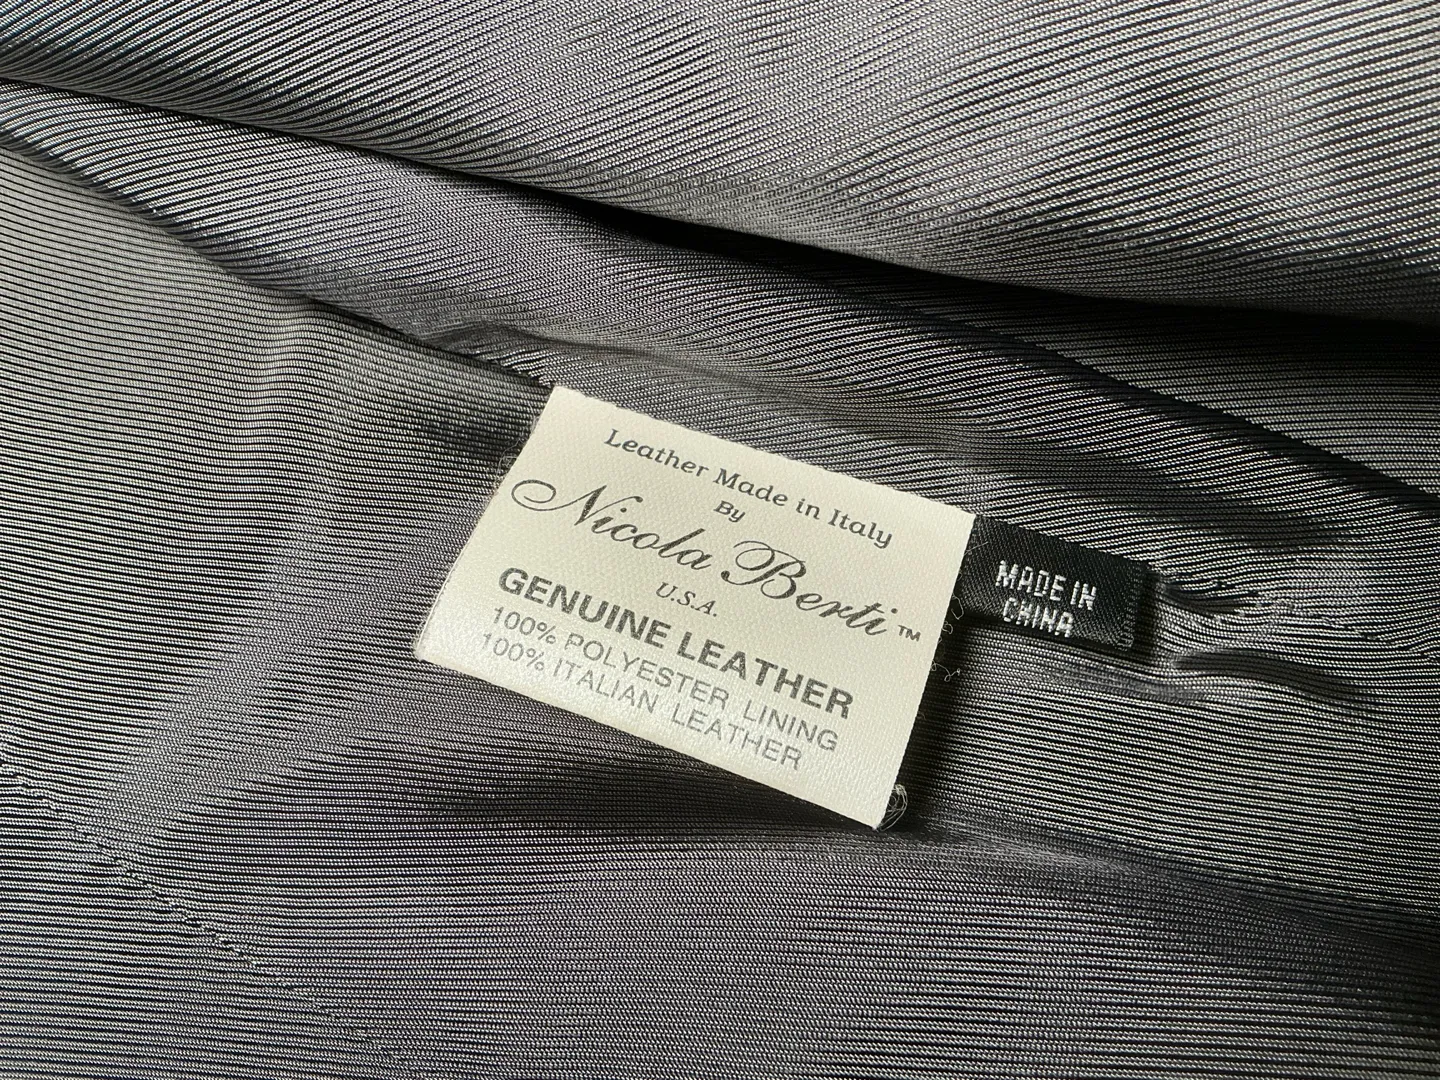 Leather Made in Italy
By
Nicola Berti™
U.S.A.
GENUINE LEATHER
100% POLYESTER LINING
100% ITALIAN LEATHER
MADE IN
CHINA